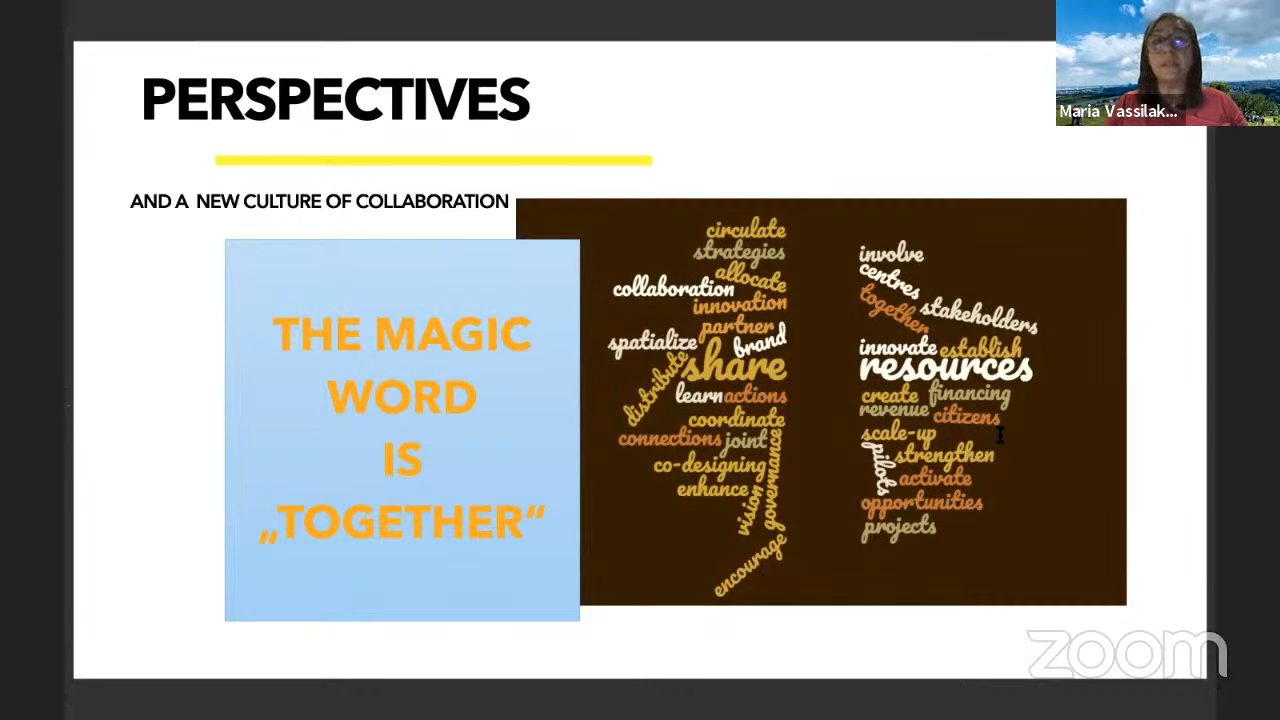 PERSPECTIVES
Maria Vassilak...
AND A NEW CULTURE OF COLLABORATION
THE MAGIC
WORD
IS
„TOGETHER“
circulate
strategies
allocate
collaboration
innovation
partner
spatialize
brand
share
distribute
learn actions
coordinate
connections joint
co-designing
enhance
vision
governance
encourage
involve
centres
together
stakeholders
innovate establish
resources
create financing
revenue citizens
scale-up
pilots
strengthen
activate
opportunities
projects
zoom